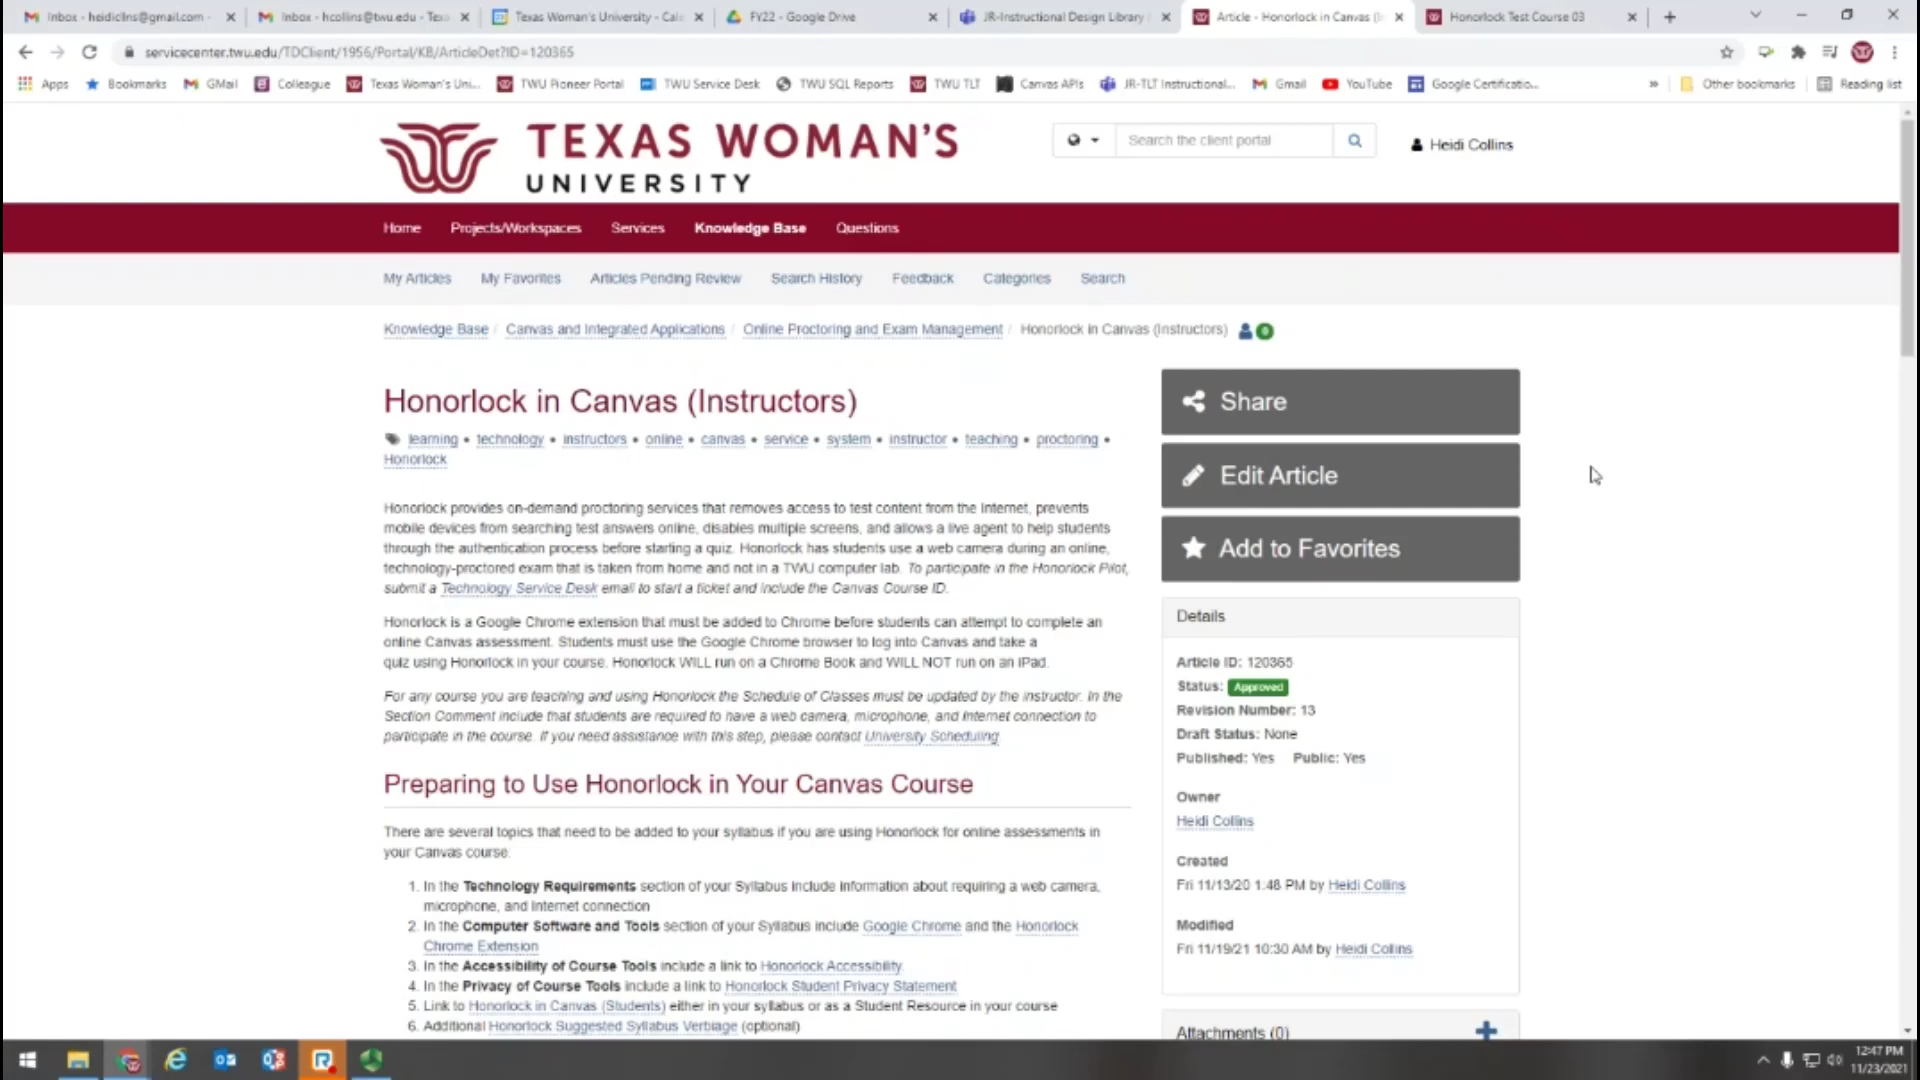 Inbox - heidiclins@gmail.com -
Inbox - hcollins@twu.edu - Tex
Texas Woman's University - Cale
FY22 - Google Drive
JR-Instructional Design Library
Article - Honorlock in Canvas (I
Honorlock Test Course 03
servicecenter.twu.edu/TDClient/1956/Portal/KB/ArticleDet?ID=120365
Apps
Bookmarks
GMail
Colleague
Texas Woman's Uni...
TWU Pioneer Portal
TWU Service Desk
TWU SQL Reports
TWU TLT
Canvas APIs
JR-TLT Instructional...
Gmail
YouTube
Google Certificatio...
Other bookmarks
Reading list
TEXAS WOMAN'S
UNIVERSITY
Search the client portal
Heidi Collins
Home
Projects/Workspaces
Services
Knowledge Base
Questions
My Articles
My Favorites
Articles Pending Review
Search History
Feedback
Categories
Search
Knowledge Base / Canvas and Integrated Applications / Online Proctoring and Exam Management / Honorlock in Canvas (Instructors) 0
Honorlock in Canvas (Instructors)
learning • technology • instructors • online • canvas • service • system • instructor • teaching • proctoring •
Honorlock
Honorlock provides on-demand proctoring services that removes access to test content from the Internet, prevents
mobile devices from searching test answers online, disables multiple screens, and allows a live agent to help students
through the authentication process before starting a quiz. Honorlock has students use a web camera during an online,
technology-proctored exam that is taken from home and not in a TWU computer lab. To participate in the Honorlock Pilot,
submit a Technology Service Desk email to start a ticket and include the Canvas Course ID.
Honorlock is a Google Chrome extension that must be added to Chrome before students can attempt to complete an
online Canvas assessment. Students must use the Google Chrome browser to log into Canvas and take a
quiz using Honorlock in your course. Honorlock WILL run on a Chrome Book and WILL NOT run on an iPad.
For any course you are teaching and using Honorlock the Schedule of Classes must be updated by the instructor. In the
Section Comment include that students are required to have a web camera, microphone, and Internet connection to
participate in the course. If you need assistance with this step, please contact University Scheduling.
Preparing to Use Honorlock in Your Canvas Course
There are several topics that need to be added to your syllabus if you are using Honorlock for online assessments in
your Canvas course.
1. In the Technology Requirements section of your Syllabus include information about requiring a web camera,
microphone, and Internet connection
2. In the Computer Software and Tools section of your Syllabus include Google Chrome and the Honorlock
Chrome Extension
3. In the Accessibility of Course Tools include a link to Honorlock Accessibility.
4. In the Privacy of Course Tools include a link to Honorlock Student Privacy Statement
5. Link to Honorlock in Canvas (Students) either in your syllabus or as a Student Resource in your course
6. Additional Honorlock Suggested Syllabus Verbiage (optional)
Share
Edit Article
Add to Favorites
Details
Article ID: 120365
Status: Approved
Revision Number: 13
Draft Status: None
Published: Yes Public: Yes
Owner
Heidi Collins
Created
Fri 11/13/20 1:48 PM by Heidi Collins
Modified
Fri 11/19/21 10:30 AM by Heidi Collins
Attachments (0)
12:47 PM
11/23/2021